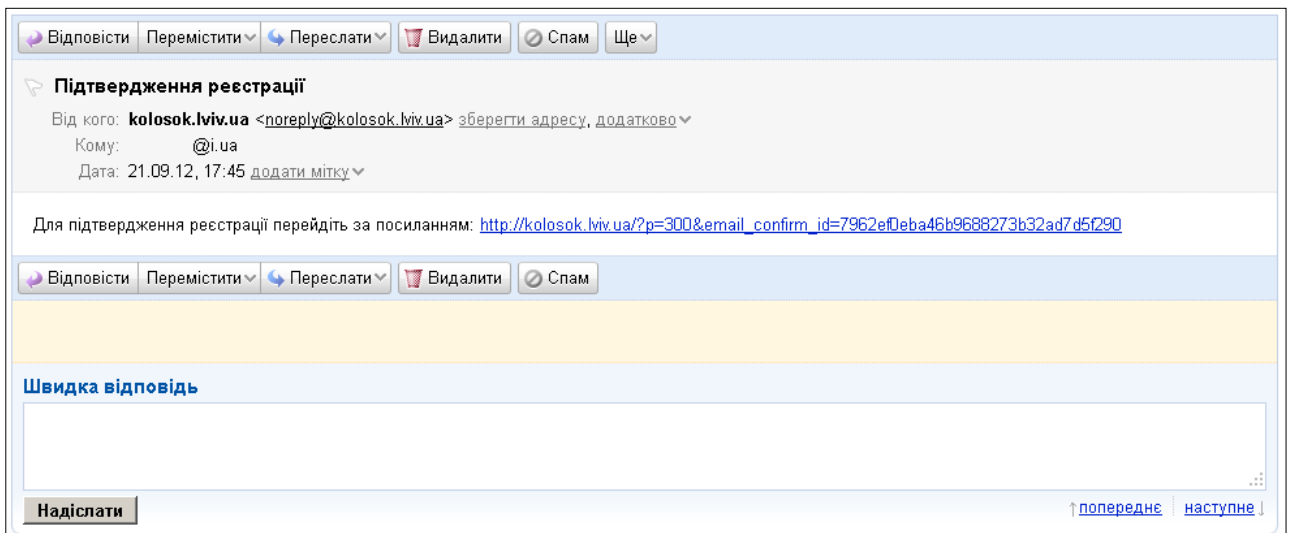 Відповісти Перемістити Переслати Видалити Спам Ще
Підтвердження реєстрації
Від кого: kolosok.lviv.ua <noreply@kolosok.lviv.ua> зберегти адресу, додатково
Кому: @i.ua
Дата: 21.09.12, 17:45 додати мітку
Для підтвердження реєстрації перейдіть за посиланням: http://kolosok.lviv.ua/?p=300&email_confirm_id=7962ef0eba46b9688273b32ad7d5f290
Відповісти Перемістити Переслати Видалити Спам
Швидка відповідь
Надіслати ↑попереднє наступне↓